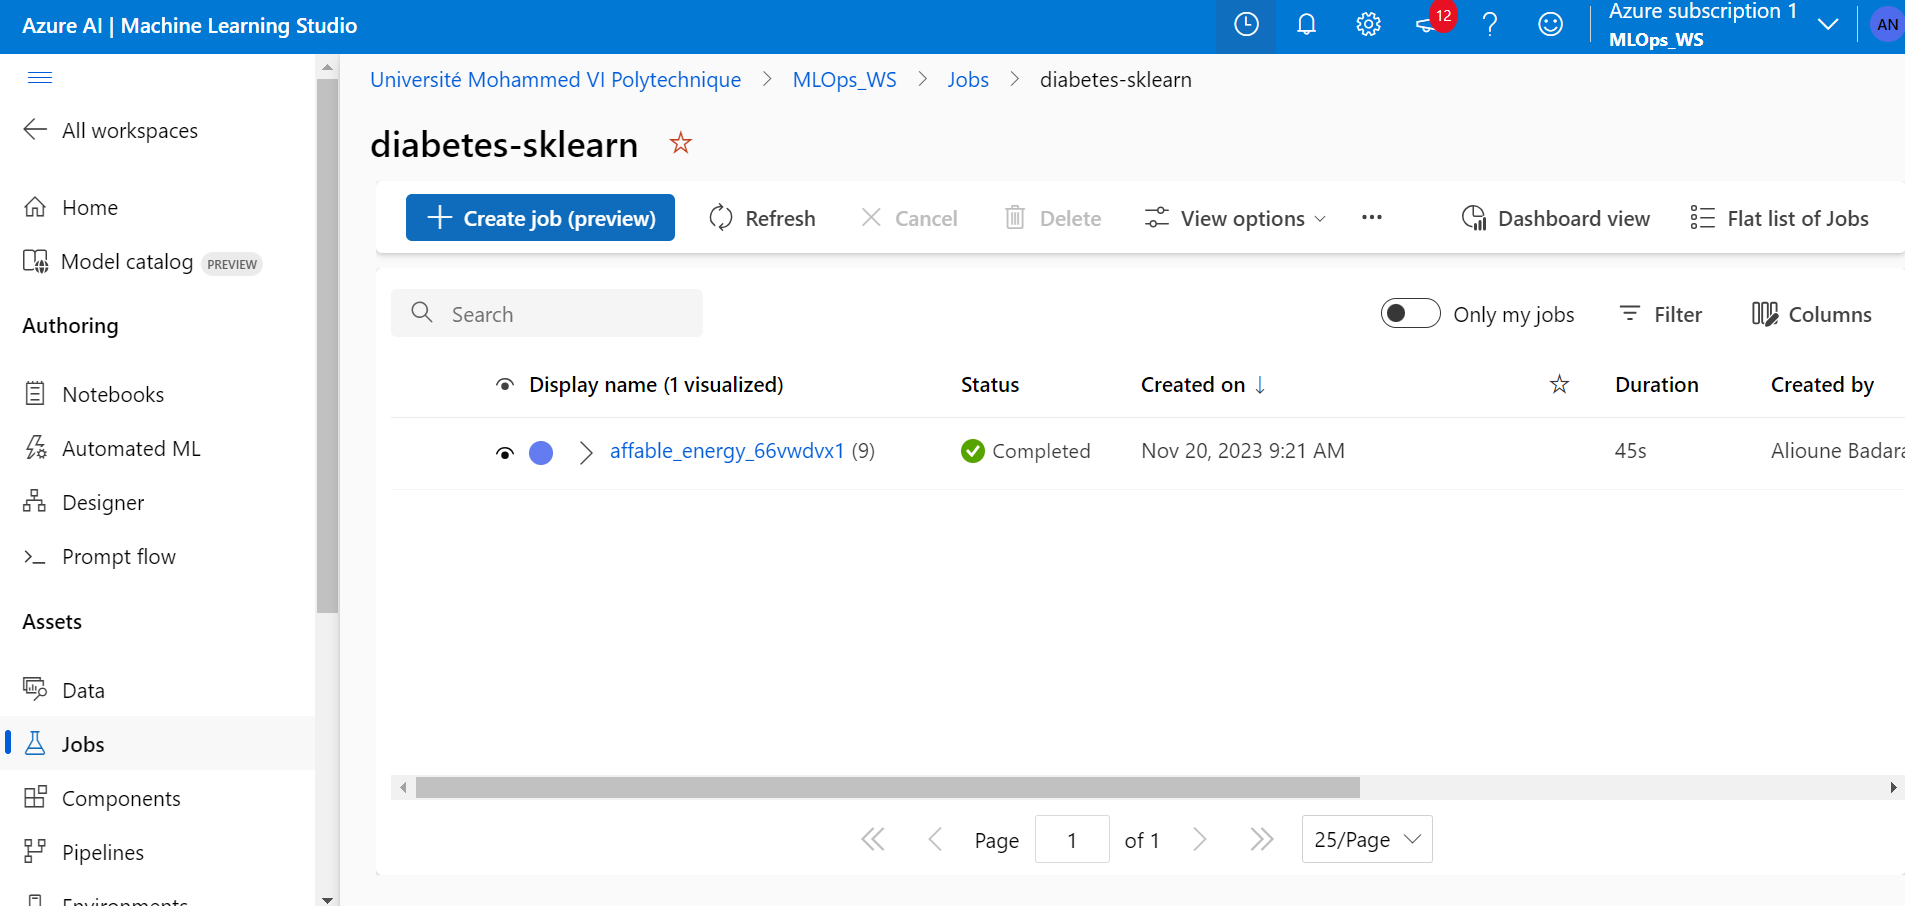 Azure AI | Machine Learning Studio
12
Azure subscription 1
MLOps_WS
AN
All workspaces
Home
Model catalog PREVIEW
Authoring
Notebooks
Automated ML
Designer
Prompt flow
Assets
Data
Jobs
Components
Pipelines
Environments
Université Mohammed VI Polytechnique > MLOps_WS > Jobs > diabetes-sklearn
diabetes-sklearn
Create job (preview) Refresh Cancel Delete View options ... Dashboard view Flat list of Jobs
Search Only my jobs Filter Columns
Display name (1 visualized) Status Created on ↓ Duration Created by
affable_energy_66vwdvx1 (9) Completed Nov 20, 2023 9:21 AM 45s Alioune Badara
Page 1 of 1 25/Page